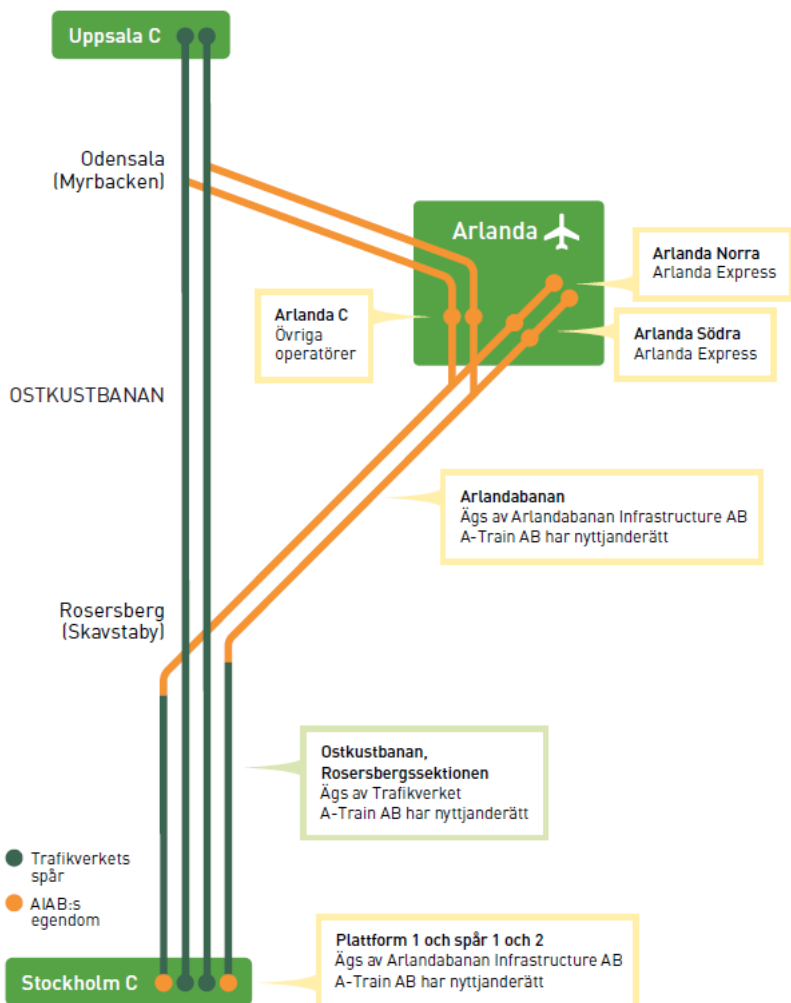 Uppsala C
Odensala
(Myrbacken)
Arlanda
Arlanda Norra
Arlanda Express
Arlanda C
Övriga
operatörer
Arlanda Södra
Arlanda Express
OSTKUSTBANAN
Arlandabanan
Ägs av Arlandabanan Infrastructure AB
A-Train AB har nyttjanderätt
Rosersberg
(Skavstaby)
Ostkustbanan,
Rosersbergssektionen
Ägs av Trafikverket
A-Train AB har nyttjanderätt
Trafikverkets
spår
AIAB:s
egendom
Plattform 1 och spår 1 och 2
Ägs av Arlandabanan Infrastructure AB
A-Train AB har nyttjanderätt
Stockholm C